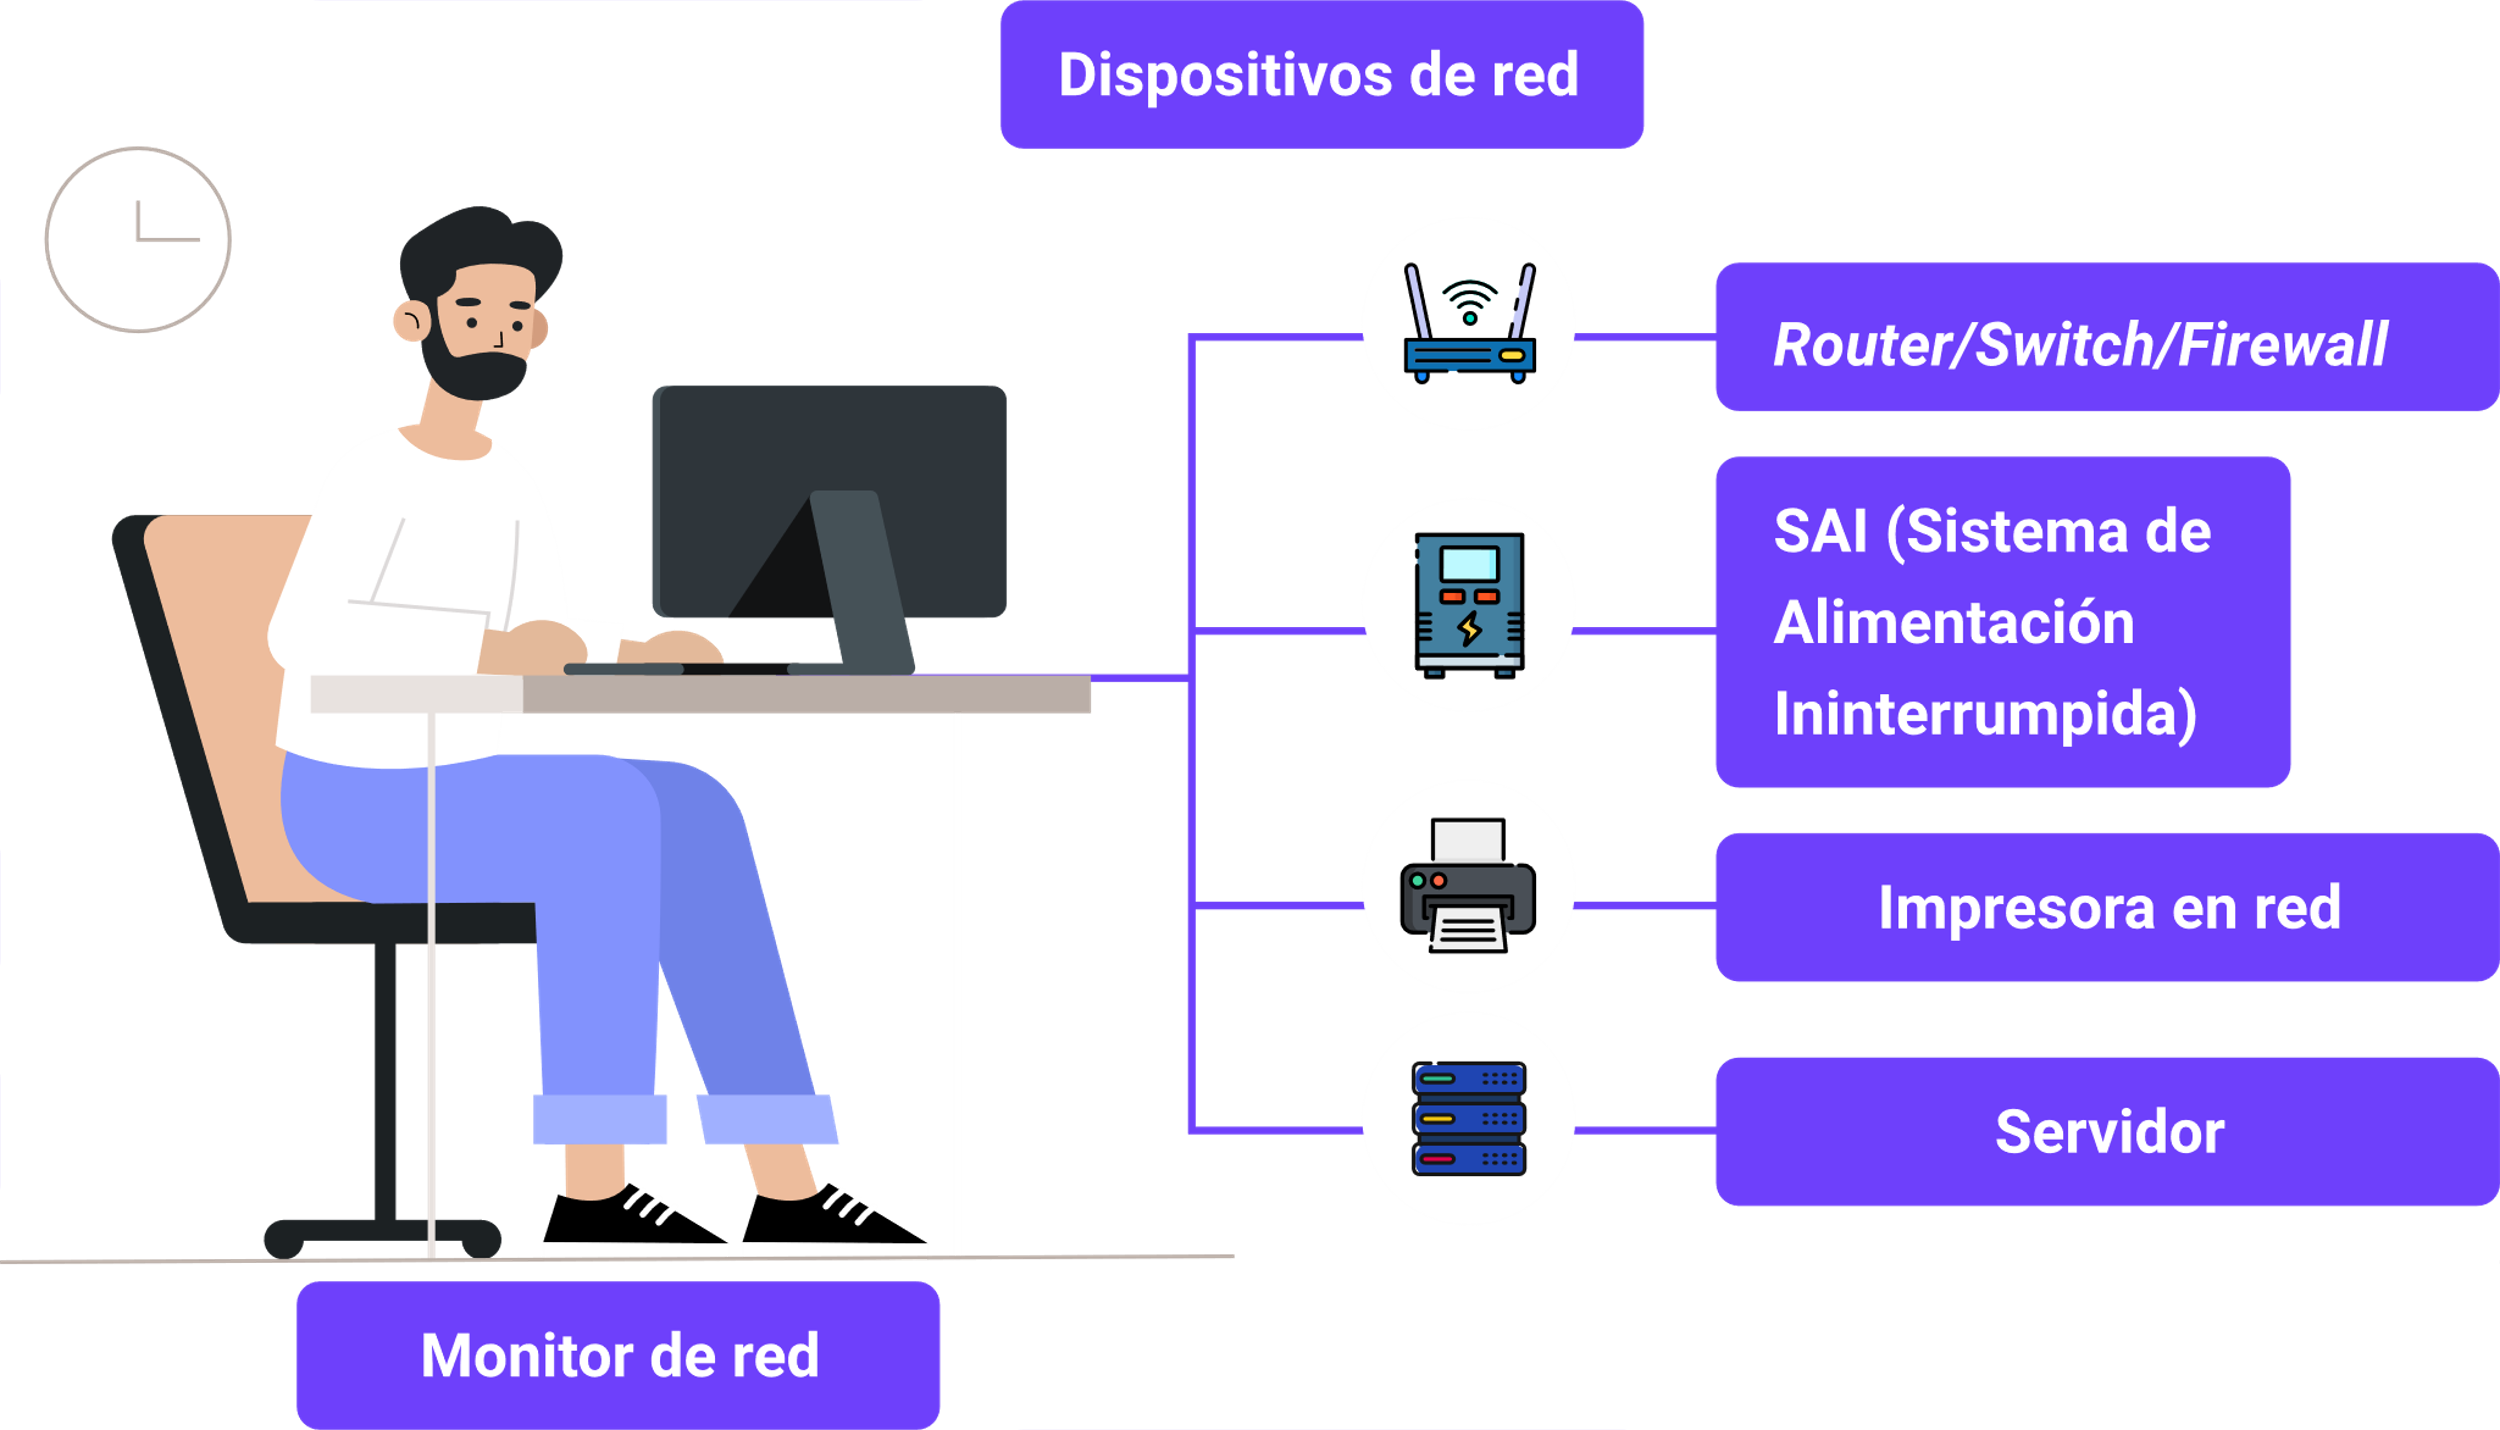 Dispositivos de red
Router/Switch/Firewall
SAI (Sistema de
Alimentación
Ininterrumpida)
Impresora en red
Servidor
Monitor de red